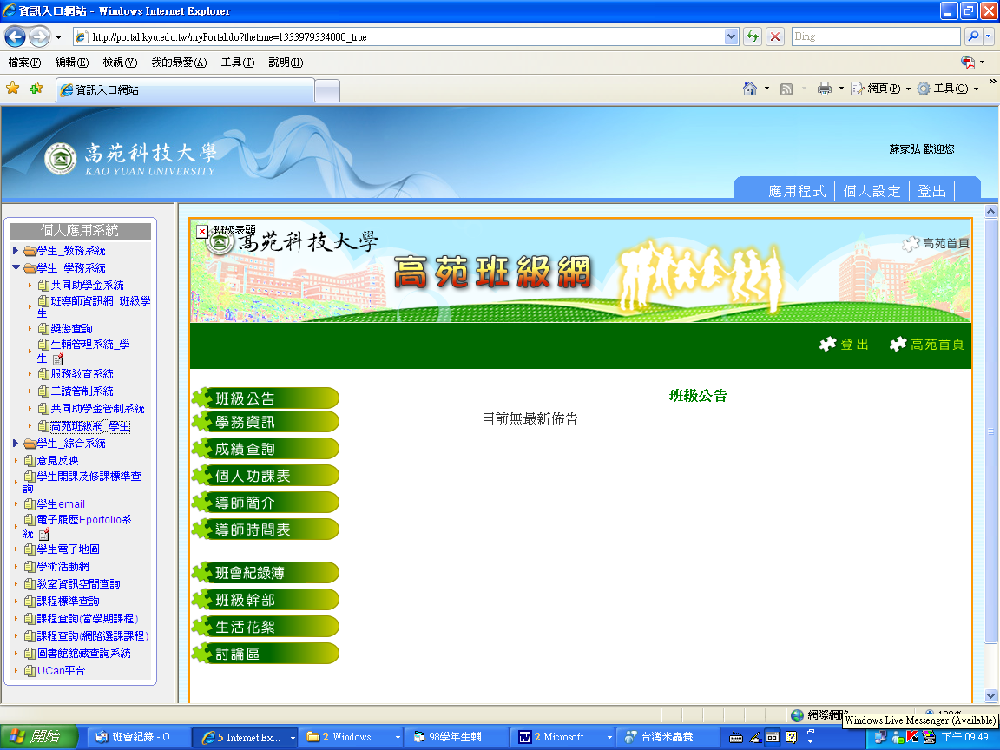 資訊入口網站 - Windows Internet Explorer
http://portal.kyu.edu.tw/myPortal.do?thetime=1333979334000_true
Bing
檔案(F) 編輯(E) 檢視(V) 我的最愛(A) 工具(T) 說明(H)
資訊入口網站
網頁(P) 工具(O) »
高苑科技大學
KAO YUAN UNIVERSITY
蘇家弘 歡迎您
應用程式 個人設定 登出
個人應用系統
學生_教務系統
學生_學務系統
共同助學金系統
班導師資訊網_班級學
生
獎懲查詢
生輔管理系統_學
生
服務教育系統
工讀管制系統
共同助學金管制系統
高苑班級網_學生
學生_綜合系統
意見反映
學生開課及修課標準查
詢
學生email
電子履歷Eporfolio系
統
學生電子地圖
學術活動網
教室資訊空間查詢
課程標準查詢
課程查詢(當學期課程)
課程查詢(網路選課課程)
圖書館館藏查詢系統
UCan平台
班級表頭
高苑科技大學
高苑班級網
高苑首頁
登出 高苑首頁
班級公告
學務資訊
成績查詢
個人功課表
導師簡介
導師時間表
班會紀錄簿
班級幹部
生活花絮
討論區
班級公告
目前無最新佈告
網際網路
Windows Live Messenger (Available)
開始
班會紀錄 - O...
5 Internet Ex...
2 Windows ...
98學年生輔...
2 Microsoft ...
台灣米蟲養...
下午 09:49